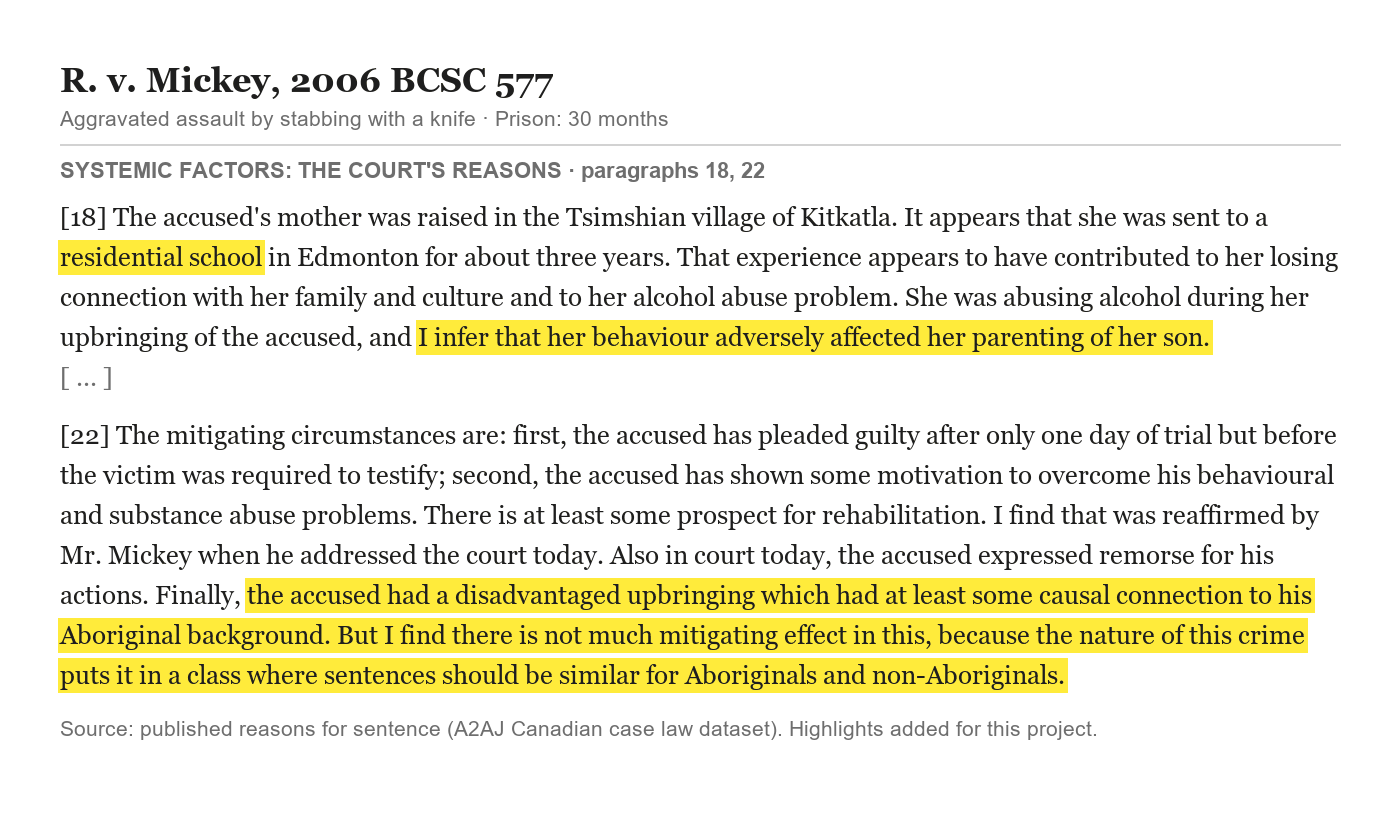 R. v. Mickey, 2006 BCSC 577
Aggravated assault by stabbing with a knife · Prison: 30 months
SYSTEMIC FACTORS: THE COURT'S REASONS · paragraphs 18, 22
[18] The accused's mother was raised in the Tsimshian village of Kitkatla. It appears that she was sent to a
residential school in Edmonton for about three years. That experience appears to have contributed to her losing
connection with her family and culture and to her alcohol abuse problem. She was abusing alcohol during her
upbringing of the accused, and I infer that her behaviour adversely affected her parenting of her son.
[ ... ]
[22] The mitigating circumstances are: first, the accused has pleaded guilty after only one day of trial but before
the victim was required to testify; second, the accused has shown some motivation to overcome his behavioural
and substance abuse problems. There is at least some prospect for rehabilitation. I find that was reaffirmed by
Mr. Mickey when he addressed the court today. Also in court today, the accused expressed remorse for his
actions. Finally, the accused had a disadvantaged upbringing which had at least some causal connection to his
Aboriginal background. But I find there is not much mitigating effect in this, because the nature of this crime
puts it in a class where sentences should be similar for Aboriginals and non-Aboriginals.
Source: published reasons for sentence (A2AJ Canadian case law dataset). Highlights added for this project.